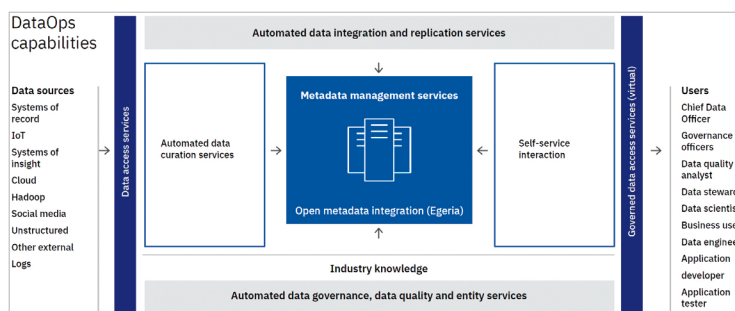 DataOps
capabilities
Data sources
Systems of
record
IoT
Systems of
insight
Cloud
Hadoop
Social media
Unstructured
Other external
Logs
Data access services
Automated data integration and replication services
Automated data
curation services
Metadata management services
Open metadata integration (Egeria)
Self-service
interaction
Industry knowledge
Automated data governance, data quality and entity services
Governed data access services (virtual)
Users
Chief Data
Officer
Governance
officers
Data quality
analyst
Data steward
Data scientis
Business use
Data enginee
Application
developer
Application
tester